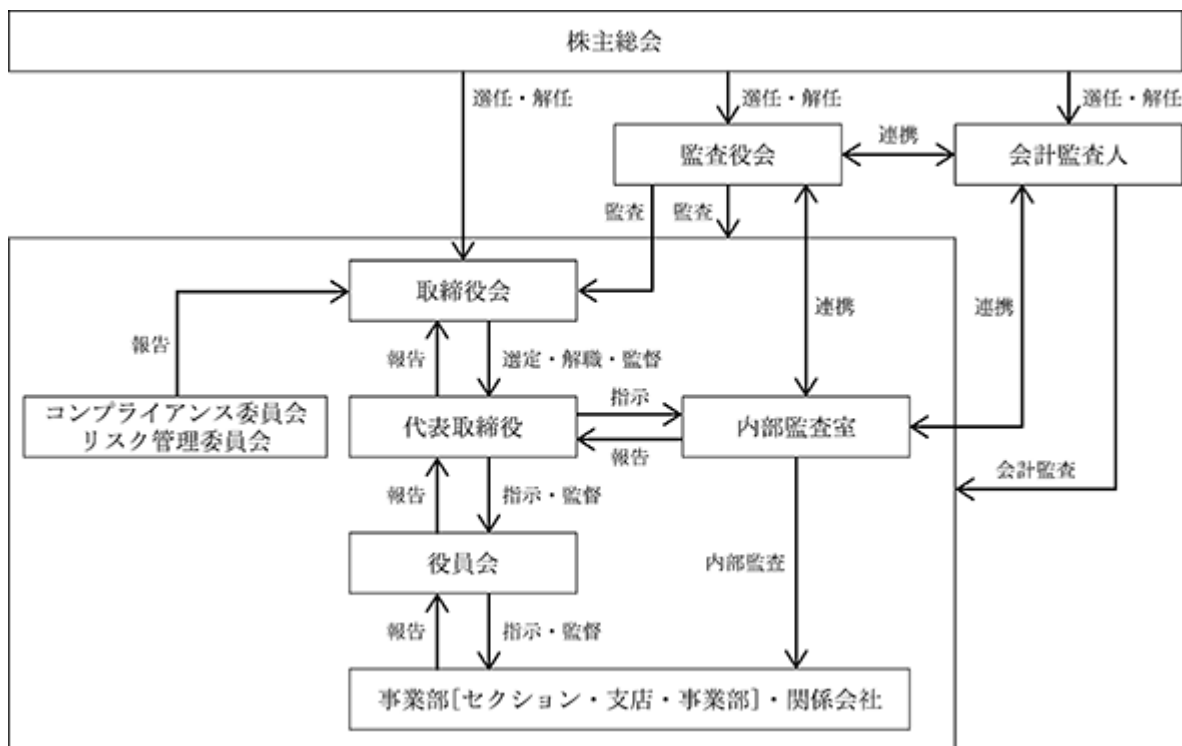 株主総会
選任・解任
選任・解任
選任・解任
監査役会
連携
会計監査人
監査
監査
取締役会
連携
連携
報告
報告
選定・解職・監督
コンプライアンス委員会
リスク管理委員会
代表取締役
指示
報告
内部監査室
会計監査
報告
指示・監督
役員会
内部監査
報告
指示・監督
事業部[セクション・支店・事業部]・関係会社